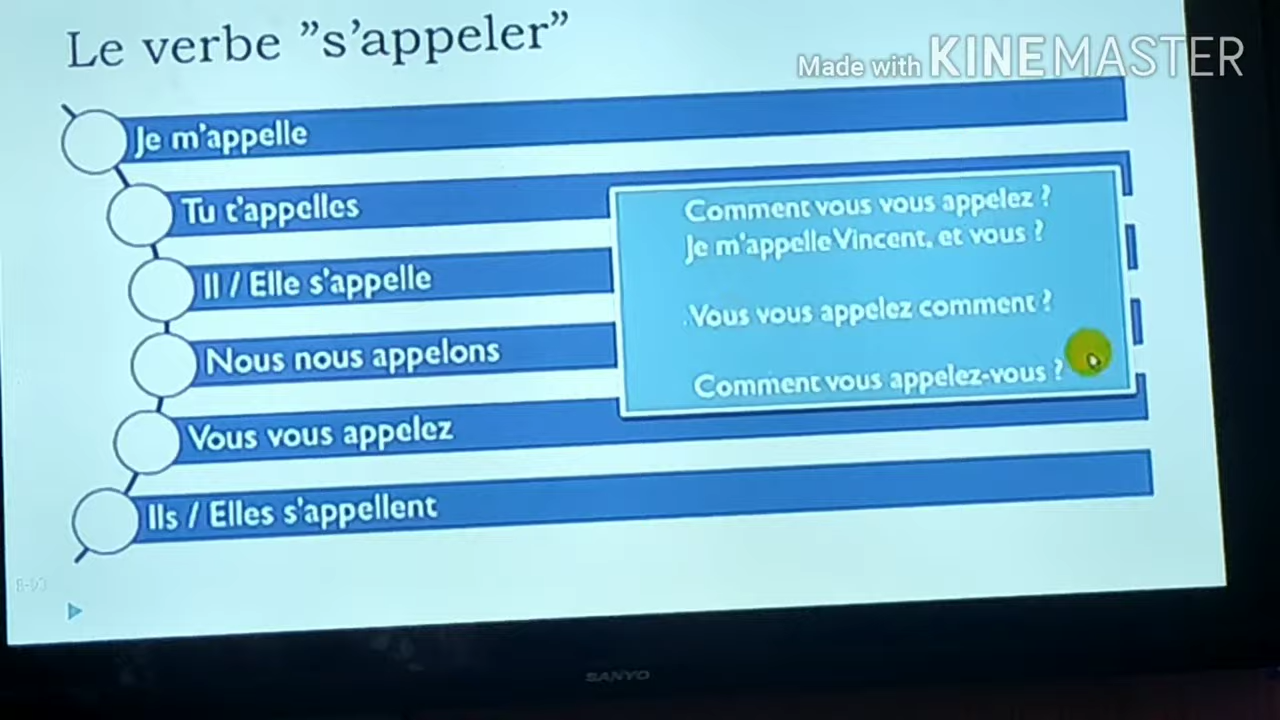 Le verbe ”s’appeler”
Made with KINEMASTER
Je m'appelle
Tu t'appelles
Il / Elle s'appelle
Nous nous appelons
Vous vous appelez
Ils / Elles s'appellent
Comment vous vous appelez ?
Je m'appelle Vincent, et vous ?
Vous vous appelez comment ?
Comment vous appelez-vous ?
SANYO